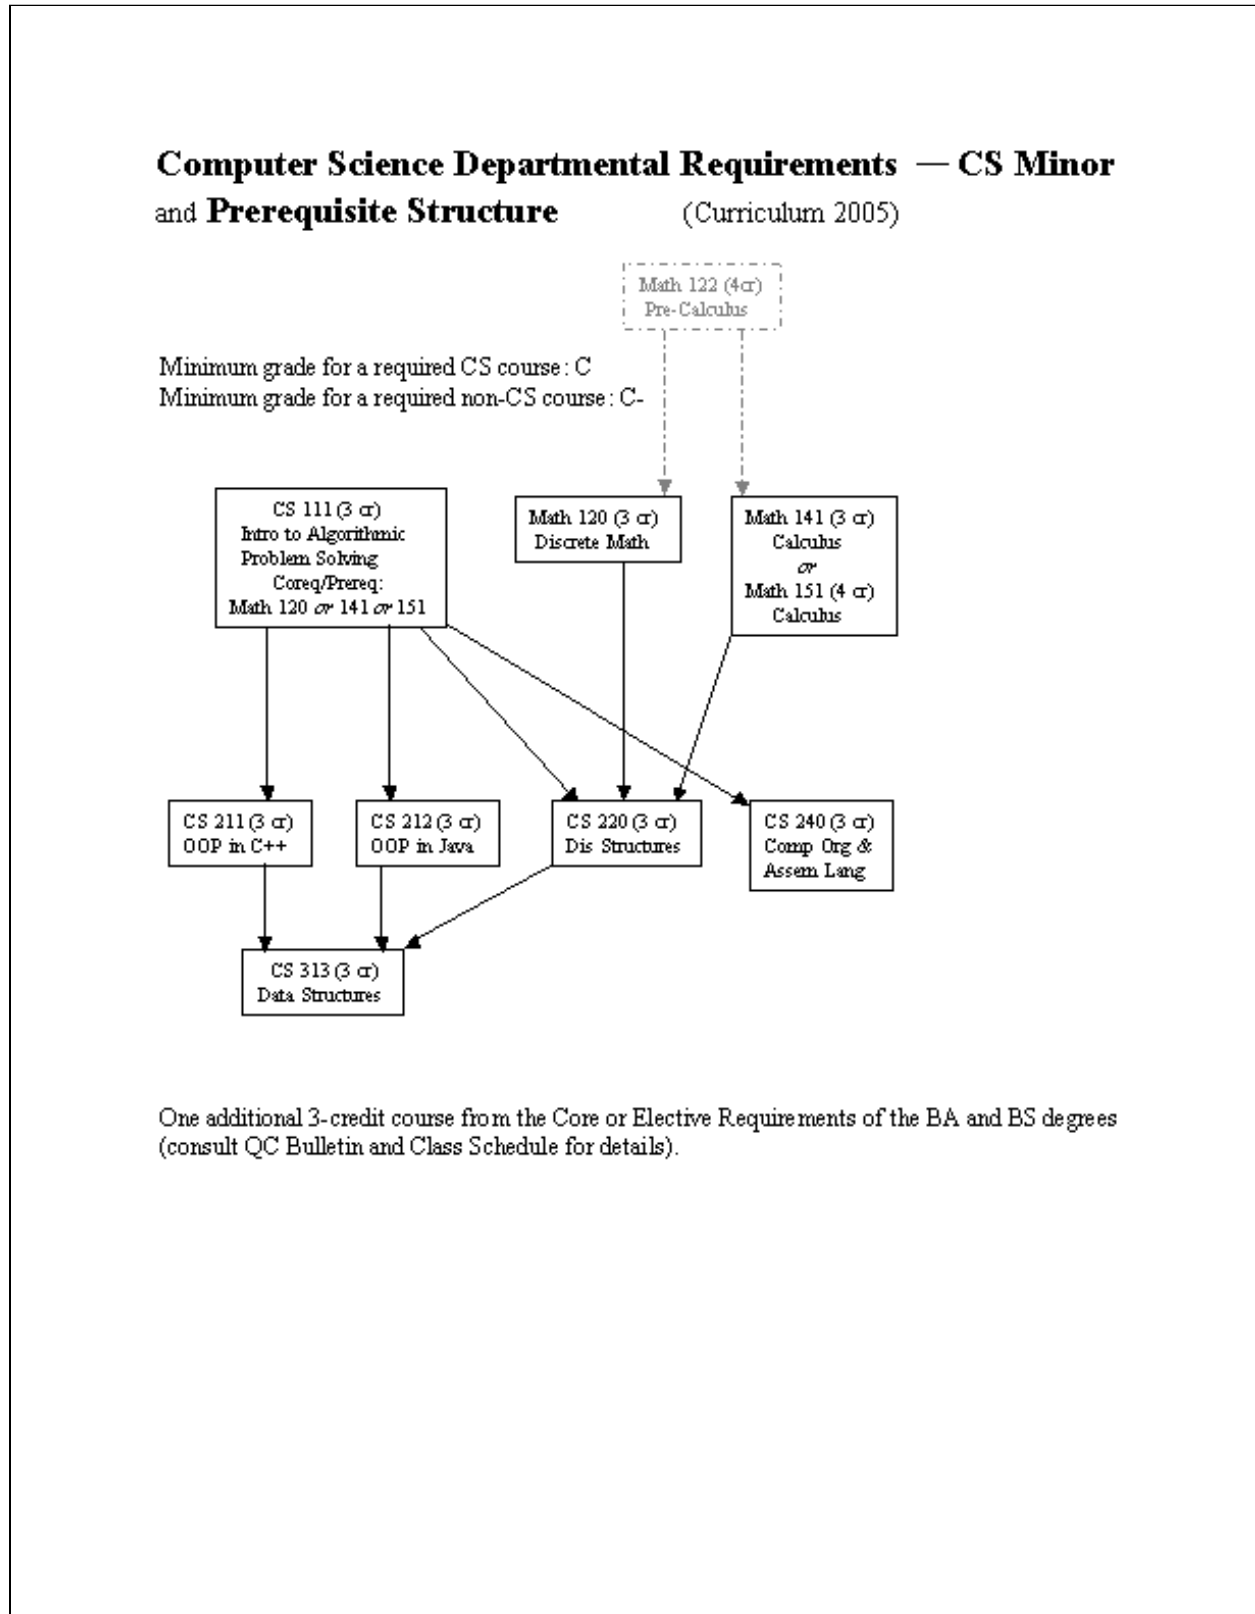 Computer Science Departmental Requirements — CS Minor
and Prerequisite Structure (Curriculum 2005)
Math 122 (4cr)
Pre-Calculus
Minimum grade for a required CS course: C
Minimum grade for a required non-CS course: C-
CS 111 (3 cr)
Intro to Algorithmic
Problem Solving
Coreq/Prereq:
Math 120 or 141 or 151
Math 120 (3 cr)
Discrete Math
Math 141 (3 cr)
Calculus
or
Math 151 (4 cr)
Calculus
CS 211 (3 cr)
OOP in C++
CS 212 (3 cr)
OOP in Java
CS 220 (3 cr)
Dis Structures
CS 240 (3 cr)
Comp Org &
Assem Lang
CS 313 (3 cr)
Data Structures
One additional 3-credit course from the Core or Elective Requirements of the BA and BS degrees
(consult QC Bulletin and Class Schedule for details).